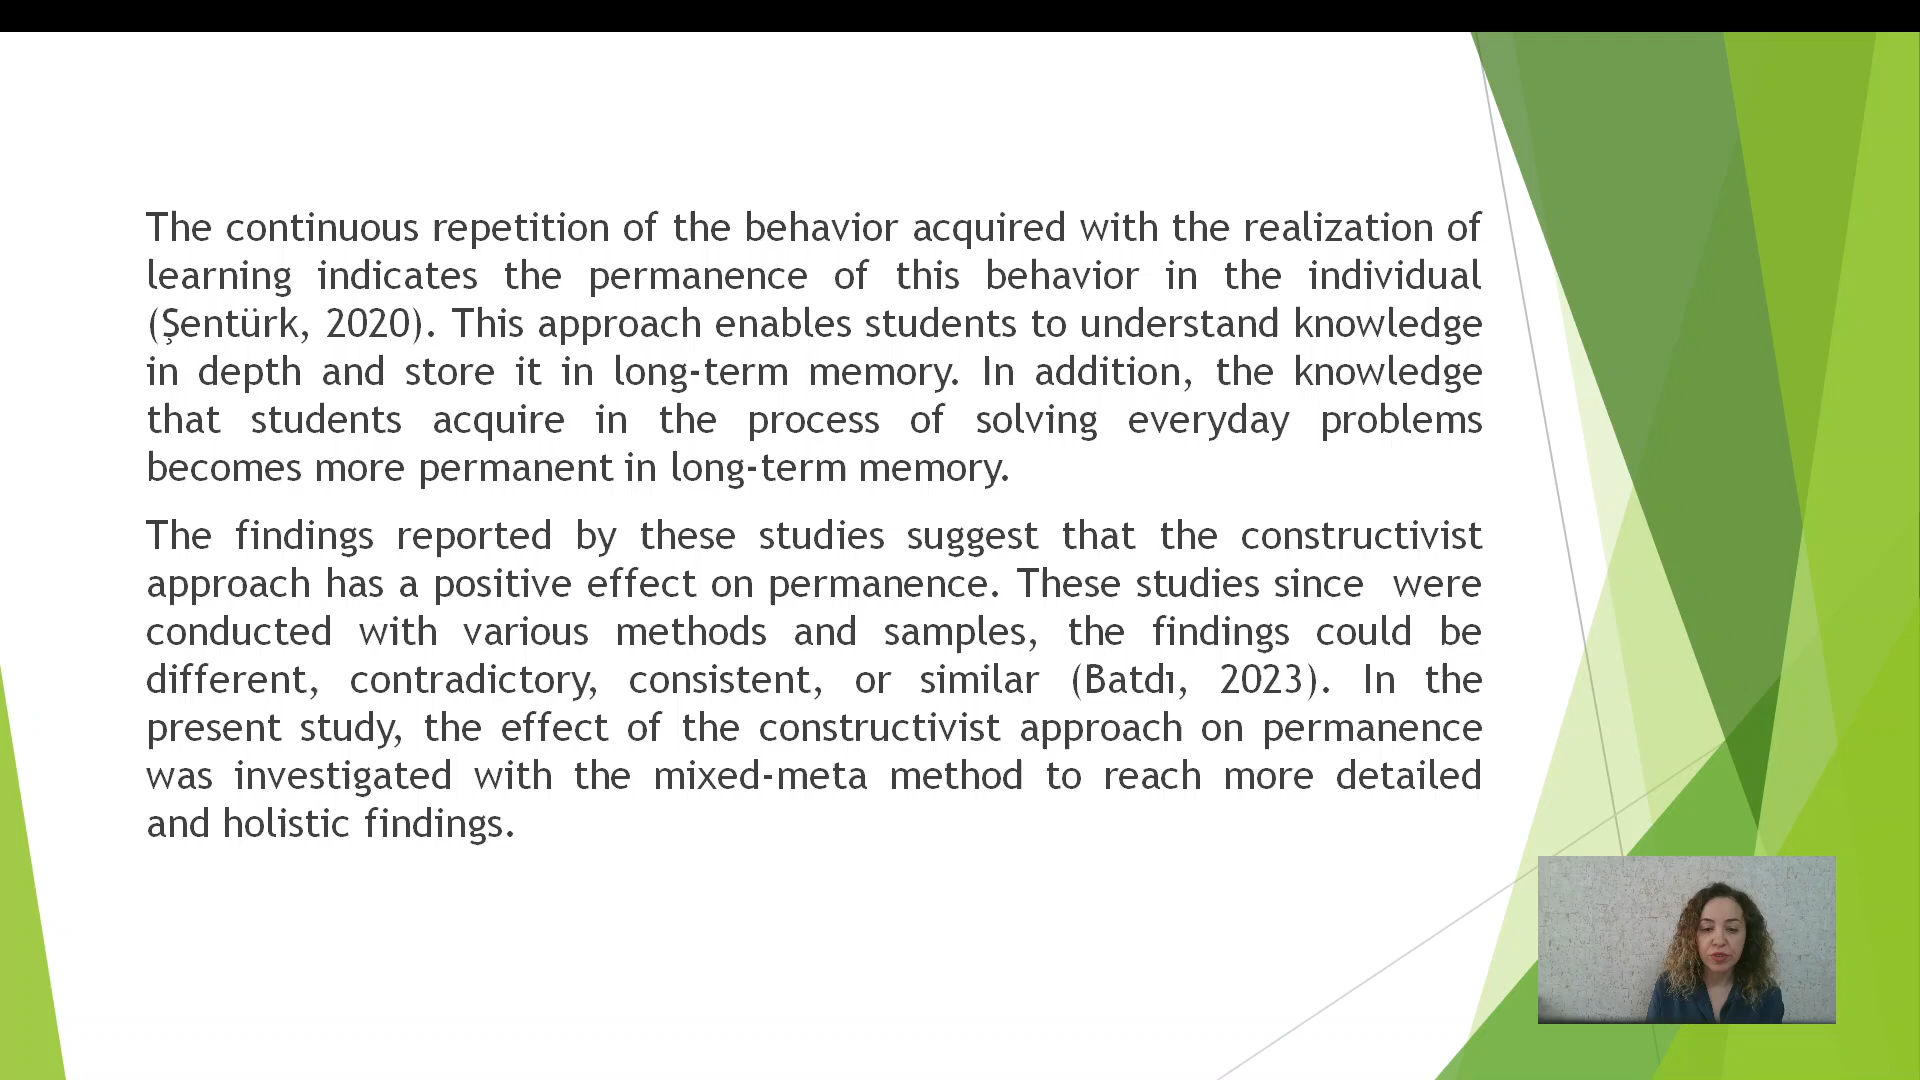 The continuous repetition of the behavior acquired with the realization of
learning indicates the permanence of this behavior in the individual
(Şentürk, 2020). This approach enables students to understand knowledge
in depth and store it in long-term memory. In addition, the knowledge
that students acquire in the process of solving everyday problems
becomes more permanent in long-term memory.
The findings reported by these studies suggest that the constructivist
approach has a positive effect on permanence. These studies since were
conducted with various methods and samples, the findings could be
different, contradictory, consistent, or similar (Batdı, 2023). In the
present study, the effect of the constructivist approach on permanence
was investigated with the mixed-meta method to reach more detailed
and holistic findings.